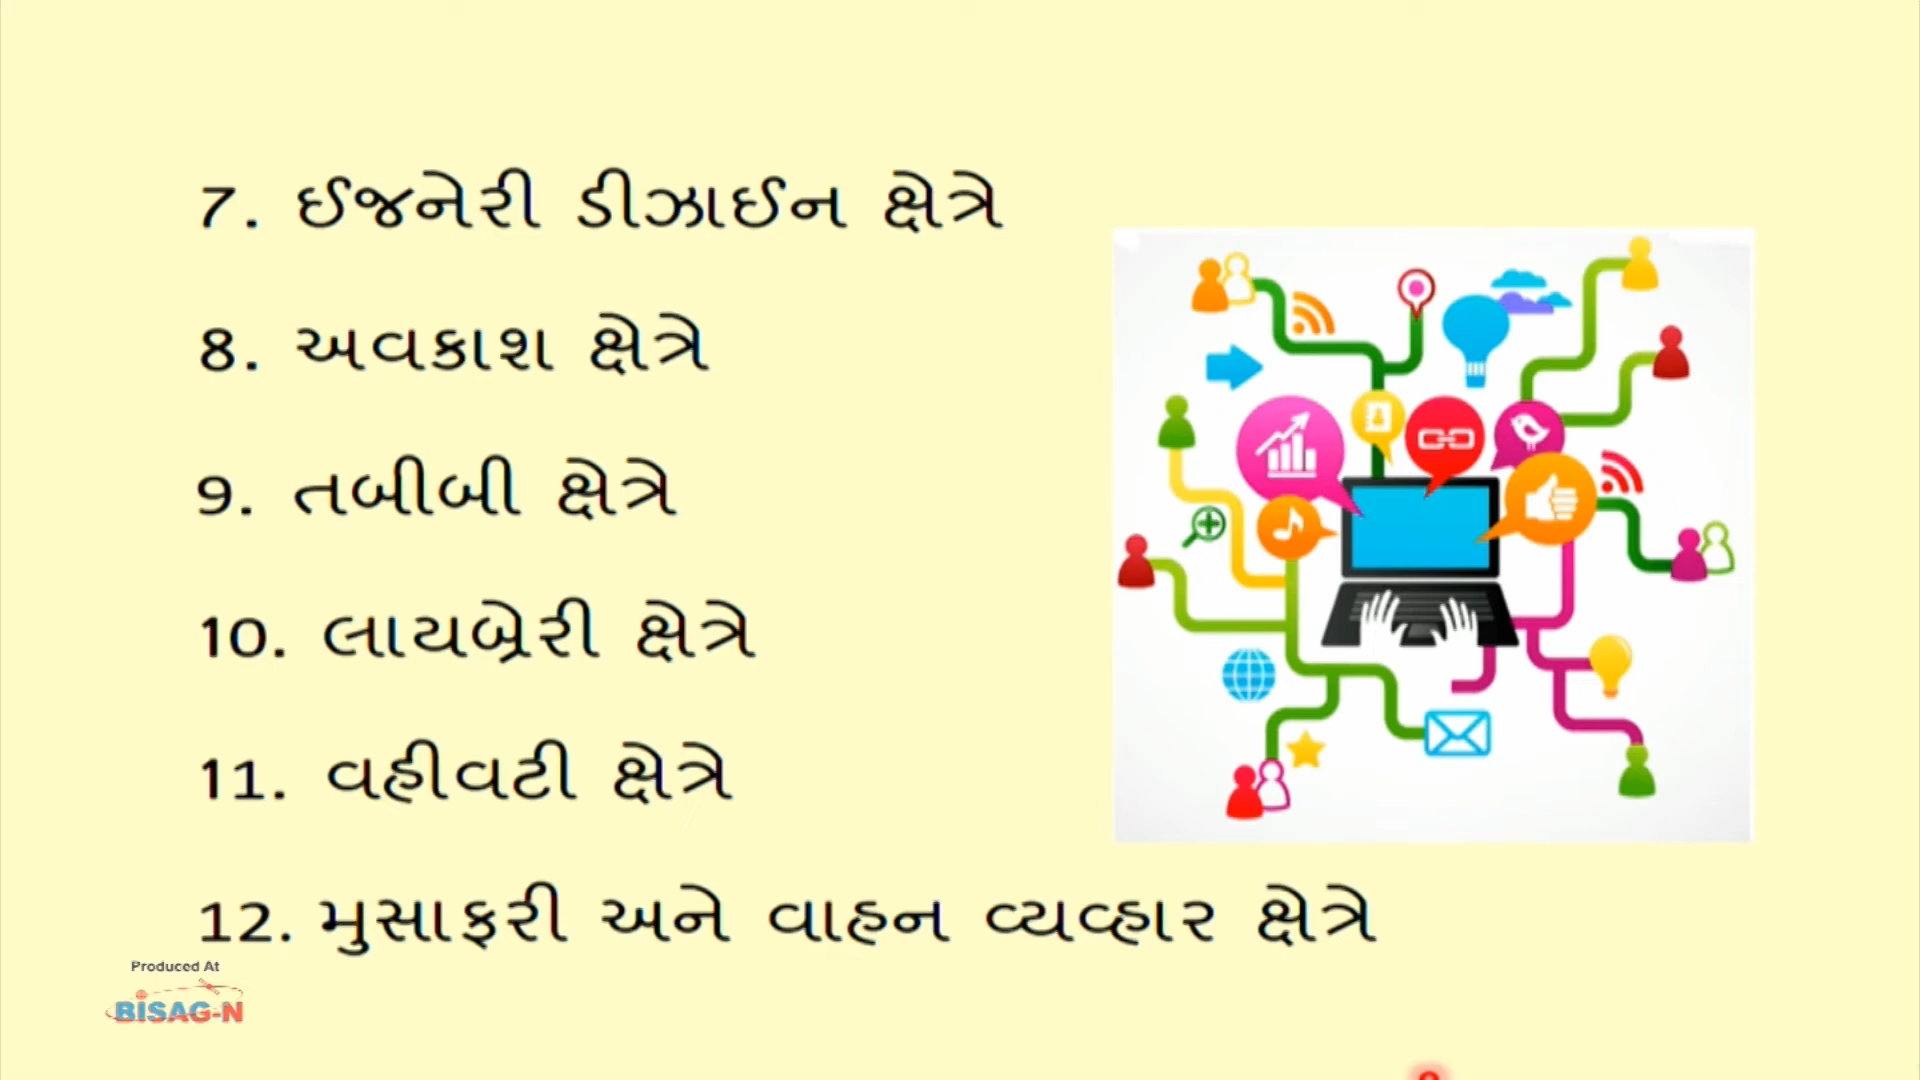 7. ઈજનેરી ડીઝાઈન ક્ષેત્રે
8. અવકાશ ક્ષેત્રે
9. તબીબી ક્ષેત્રે
10. લાયબ્રેરી ક્ષેત્રે
11. વહીવટી ક્ષેત્રે
12. મુસાફરી અને વાહન વ્યવ્હાર ક્ષેત્રે
Produced At
BISAG-N